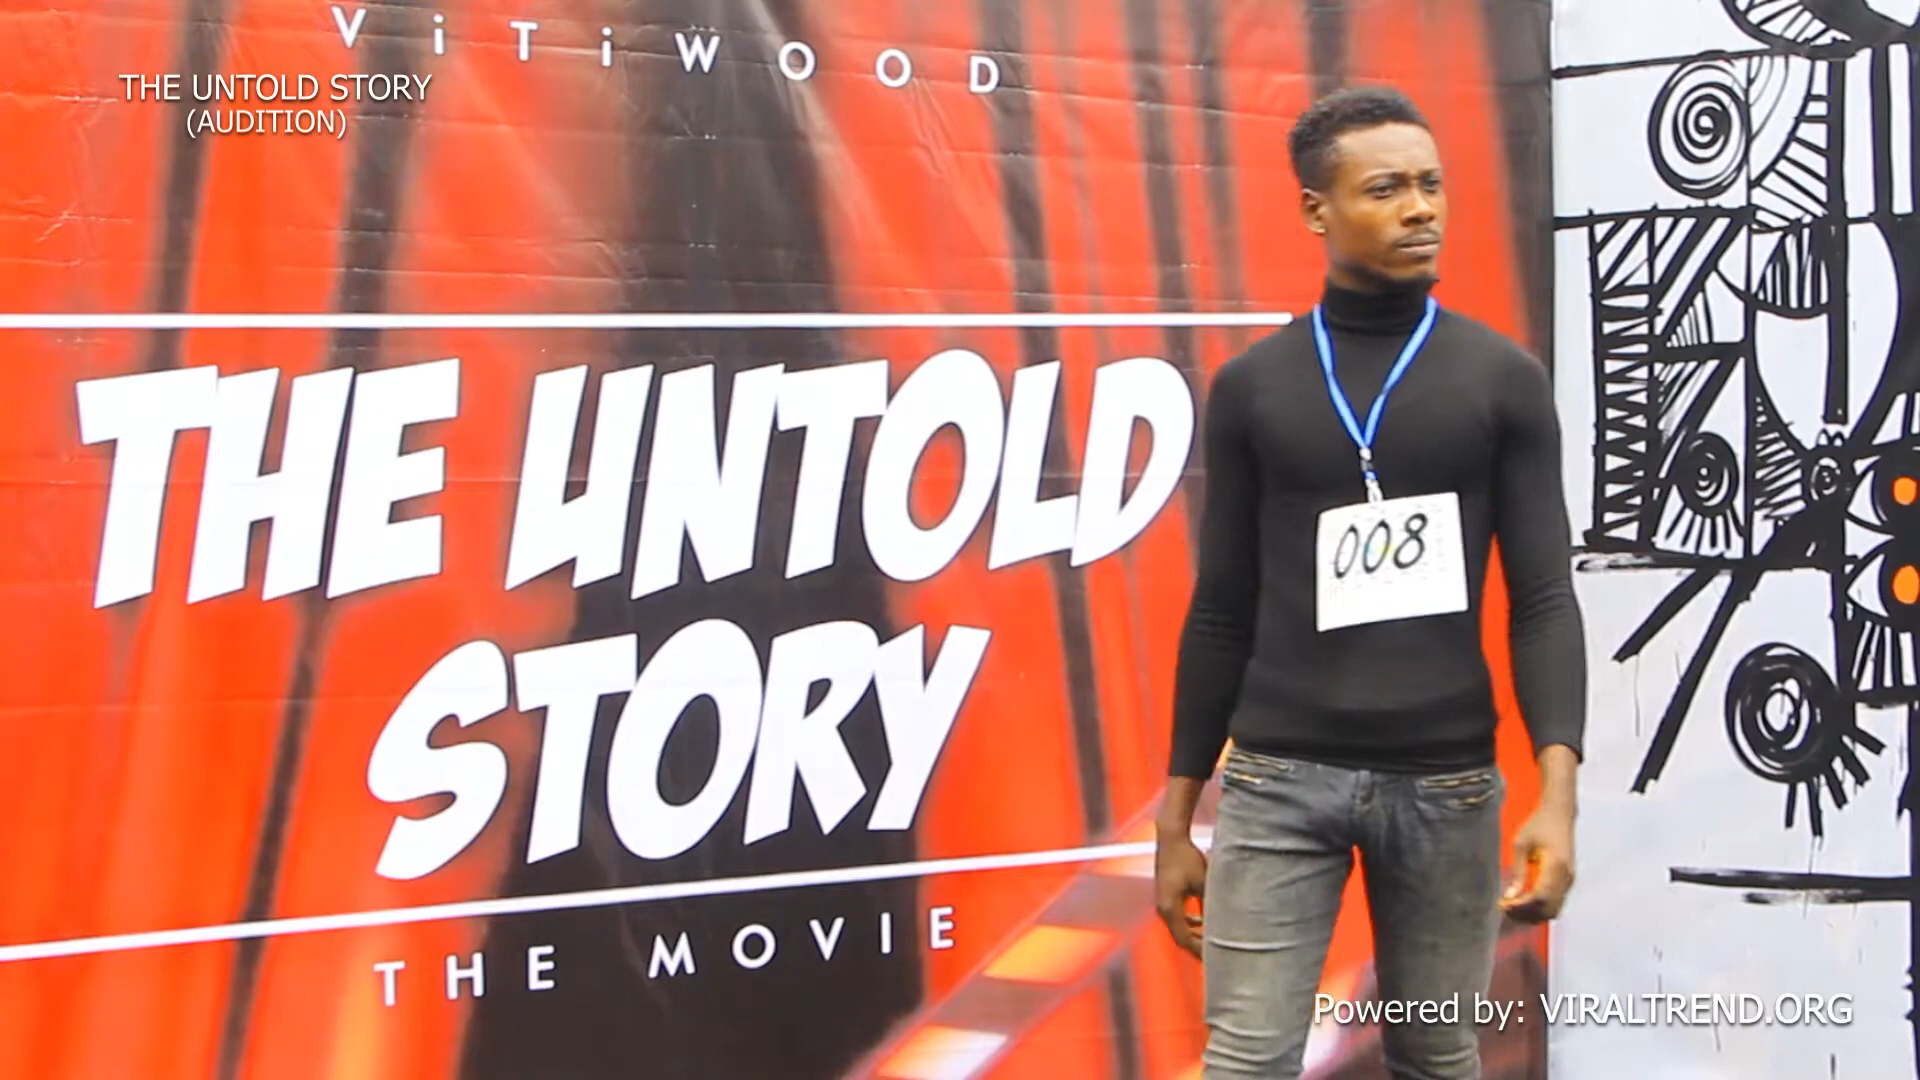 ViTiWOOD
THE UNTOLD STORY
(AUDITION)
THE UNTOLD
STORY
THE MOVIE
008
Powered by: VIRALTREND.ORG